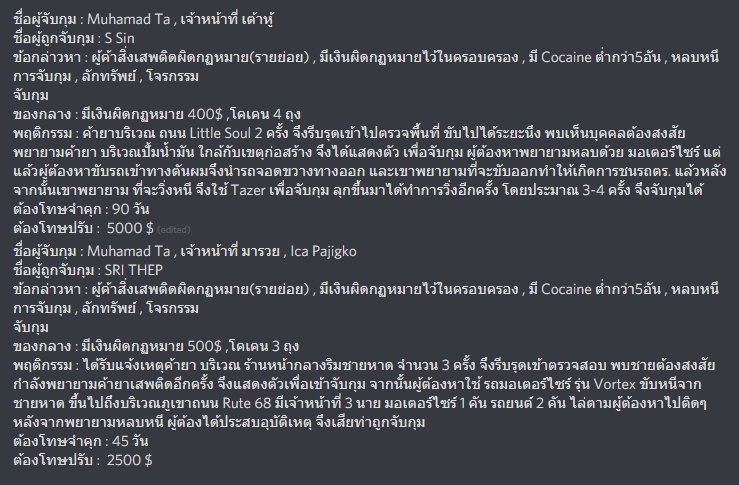 ชื่อผู้จับกุม : Muhamad Ta , เจ้าหน้าที่ เต้าหู้
ชื่อผู้ถูกจับกุม : S Sin
ข้อกล่าวหา : ผู้ค้าสิ่งเสพติดผิดกฏหมาย(รายย่อย) , มีเงินผิดกฏหมายไว้ในครอบครอง , มี Cocaine ต่ำกว่า5อัน , หลบหนี
การจับกุม , ลักทรัพย์ , โจรกรรม
จับกุม
ของกลาง : มีเงินผิดกฏหมาย 400$ ,โคเคน 4 ถุง
พฤติกรรม : ค้ายาบริเวณ ถนน Little Soul 2 ครั้ง จึ้งรีบรุดเข้าไปตรวจพื้นที่ ขับไปได้ระยะนึง พบเห็นบุคคลต้องสงสัย
พยายามค้ายา บริเวณปั้มน้ำมัน ใกล้กับเขตุก่อสร้าง จึงได้แสดงตัว เพื่อจับกุม ผู้ต้องหาพยายามหลบด้วย มอเตอร์ไซร์ แต่
แล้วผู้ต้องหาขับรถเข้าทางตันผมจึงนำรถจอดขวางทางออก และเขาพยายามที่จะขับออกทำให้เกิดการชนรถตร. แล้วหลัง
จากนั้นเขาพยายาม ที่จะวิ่งหนี จึงใช้ Tazer เพื่อจับกุม ลุกขึ้นมาได้ทำการวิ่งอีกครั้ง โดยประมาณ 3-4 ครั้ง จึงจับกุมได้
ต้องโทษจำคุก : 90 วัน
ต้องโทษปรับ : 5000 $ (edited)
ชื่อผู้จับกุม : Muhamad Ta , เจ้าหน้าที่ มารวย , Ica Pajigko
ชื่อผู้ถูกจับกุม : SRI THEP
ข้อกล่าวหา : ผู้ค้าสิ่งเสพติดผิดกฏหมาย(รายย่อย) , มีเงินผิดกฏหมายไว้ในครอบครอง , มี Cocaine ต่ำกว่า5อัน , หลบหนี
การจับกุม , ลักทรัพย์ , โจรกรรม
จับกุม
ของกลาง : มีเงินผิดกฏหมาย 500$ ,โคเคน 3 ถุง
พฤติกรรม : ได้รับแจ้งเหตุค้ายา บริเวณ ร้านหน้ากลางริมชายหาด จำนวน 3 ครั้ง จึงรีบรุดเข้าตรวจสอบ พบชายต้องสงสัย
กำลังพยายามค้ายาเสพติดอีกครั้ง จึงแสดงตัวเพื่อเข้าจับกุม จากนั้นผู้ต้องหาใช้ รถมอเตอร์ไซร์ รุ่น Vortex ขับหนีจาก
ชายหาด ขึ้นไปถึงบริเวณภูเขาถนน Rute 68 มีเจ้าหน้าที่ 3 นาย มอเตอร์ไซร์ 1 คัน รถยนต์ 2 คัน ไล่ตามผู้ต้องหาไปติดๆ
หลังจากพยายามหลบหนี ผู้ต้องได้ประสบอุบัติเหตุ จึงเสียท่าถูกจับกุม
ต้องโทษจำคุก : 45 วัน
ต้องโทษปรับ : 2500 $